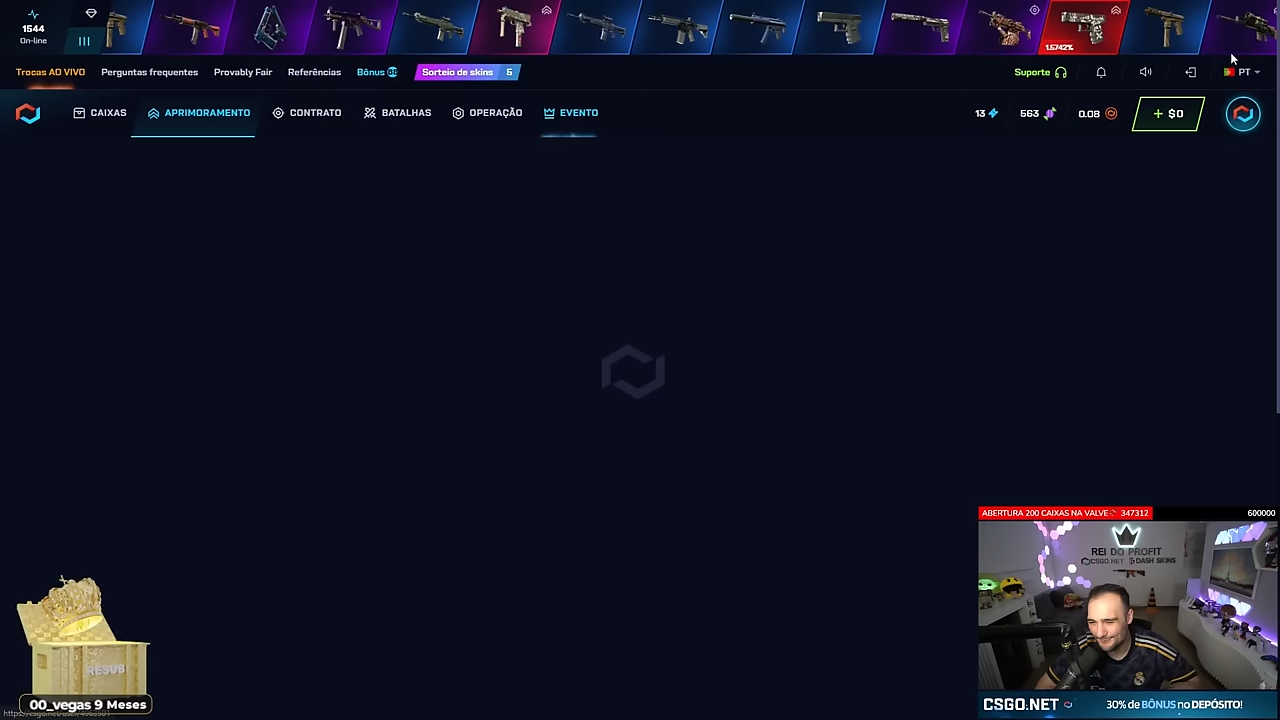 1544
On-line
1.5742%
Trocas AO VIVO
Perguntas frequentes
Provably Fair
Referências
Bônus
Sorteio de skins 5
Suporte
PT
CAIXAS
APRIMORAMENTO
CONTRATO
BATALHAS
OPERAÇÃO
EVENTO
13
563
0.08
+ $0
ABERTURA 200 CAIXAS NA VALVE 347312
600000
REI DO PROFIT
CSGO.NET DASH SKINS
RESUB
00_vegas 9 Meses
CSGO.NET
30% de BÔNUS no DEPÓSITO!